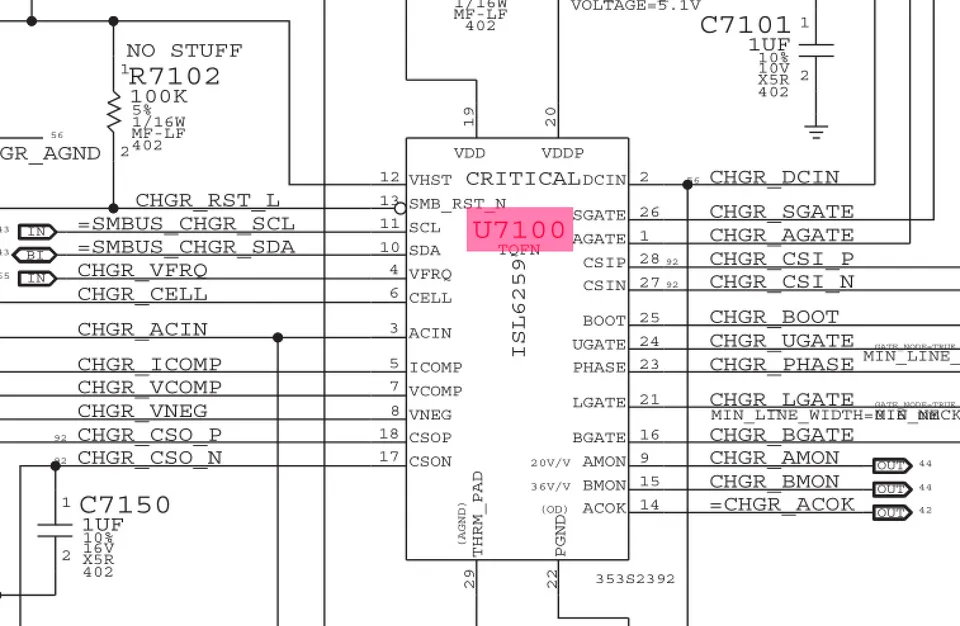 1/16W
MF-LF
402
VOLTAGE=5.1V
C7101 1
1UF
10%
10V
X5R
402
2
NO STUFF
1
R7102
100K
5%
1/16W
MF-LF
402
2
56
GR_AGND
19
20
VDD
VDDP
CRITICAL
U7100
TQFN
ISL6259
12 VHST
CHGR_RST_L 13 SMB_RST_N
43 IN =SMBUS_CHGR_SCL 11 SCL
43 BI =SMBUS_CHGR_SDA 10 SDA
55 IN CHGR_VFRQ 4 VFRQ
CHGR_CELL 6 CELL
CHGR_ACIN 3 ACIN
CHGR_ICOMP 5 ICOMP
CHGR_VCOMP 7 VCOMP
CHGR_VNEG 8 VNEG
92 CHGR_CSO_P 18 CSOP
92 CHGR_CSO_N 17 CSON
DCIN 2 56 CHGR_DCIN
SGATE 26 CHGR_SGATE
AGATE 1 CHGR_AGATE
CSIP 28 92 CHGR_CSI_P
CSIN 27 92 CHGR_CSI_N
BOOT 25 CHGR_BOOT
UGATE 24 CHGR_UGATE
GATE_NODE=TRUE
MIN_LINE_
PHASE 23 CHGR_PHASE
LGATE 21 CHGR_LGATE
GATE_NODE=TRUE
MIN_LINE_WIDTH=
BGATE 16 CHGR_BGATE
20V/V AMON 9 CHGR_AMON OUT 44
36V/V BMON 15 CHGR_BMON OUT 44
(OD) ACOK 14 =CHGR_ACOK OUT 42
(AGND)
THRM_PAD
PGND
29
22
353S2392
1 C7150
1UF
10%
16V
X5R
402
2